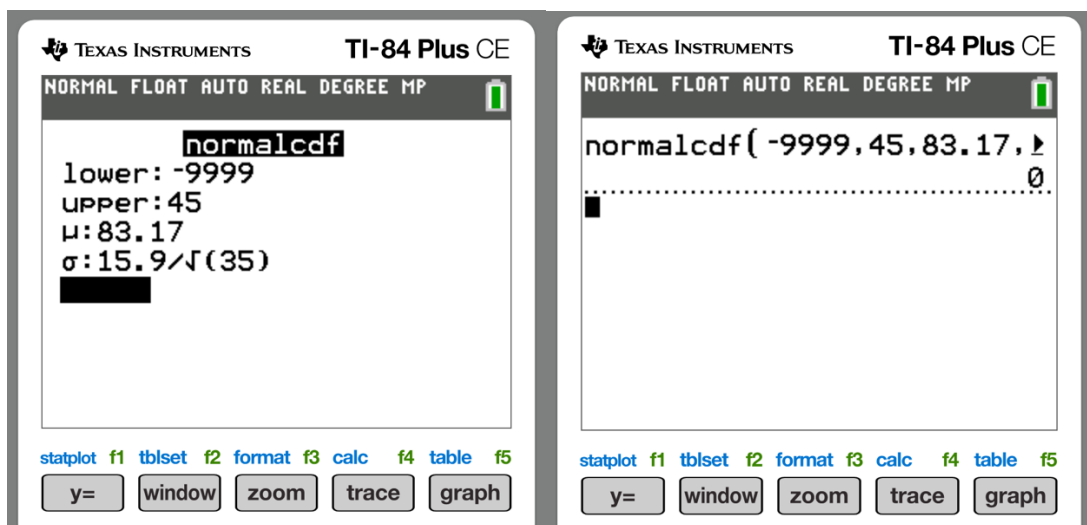 TEXAS INSTRUMENTS TI-84 Plus CE
NORMAL FLOAT AUTO REAL DEGREE MP
normalcdf
lower:-9999
upper:45
μ:83.17
σ:15.9/√(35)
statplot f1 tblset f2 format f3 calc f4 table f5
y= window zoom trace graph
TEXAS INSTRUMENTS TI-84 Plus CE
NORMAL FLOAT AUTO REAL DEGREE MP
normalcdf(-9999,45,83.17,
0
statplot f1 tblset f2 format f3 calc f4 table f5
y= window zoom trace graph